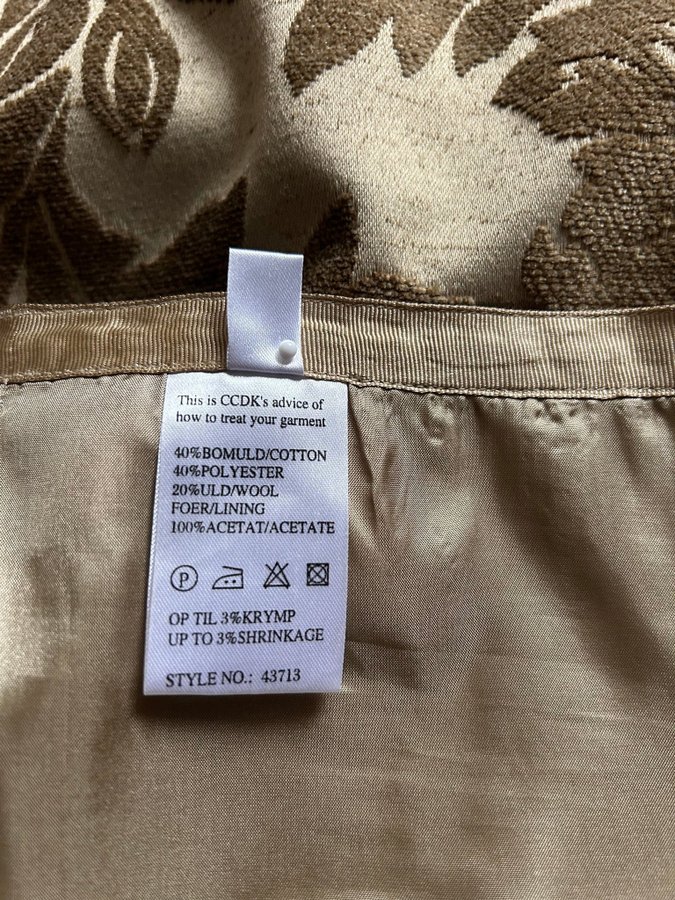 This is CCDK's advice of
how to treat your garment
40%BOMULD/COTTON
40%POLYESTER
20%ULD/WOOL
FOER/LINING
100%ACETAT/ACETATE
P
OP TIL 3%KRYMP
UP TO 3%SHRINKAGE
STYLE NO.: 43713